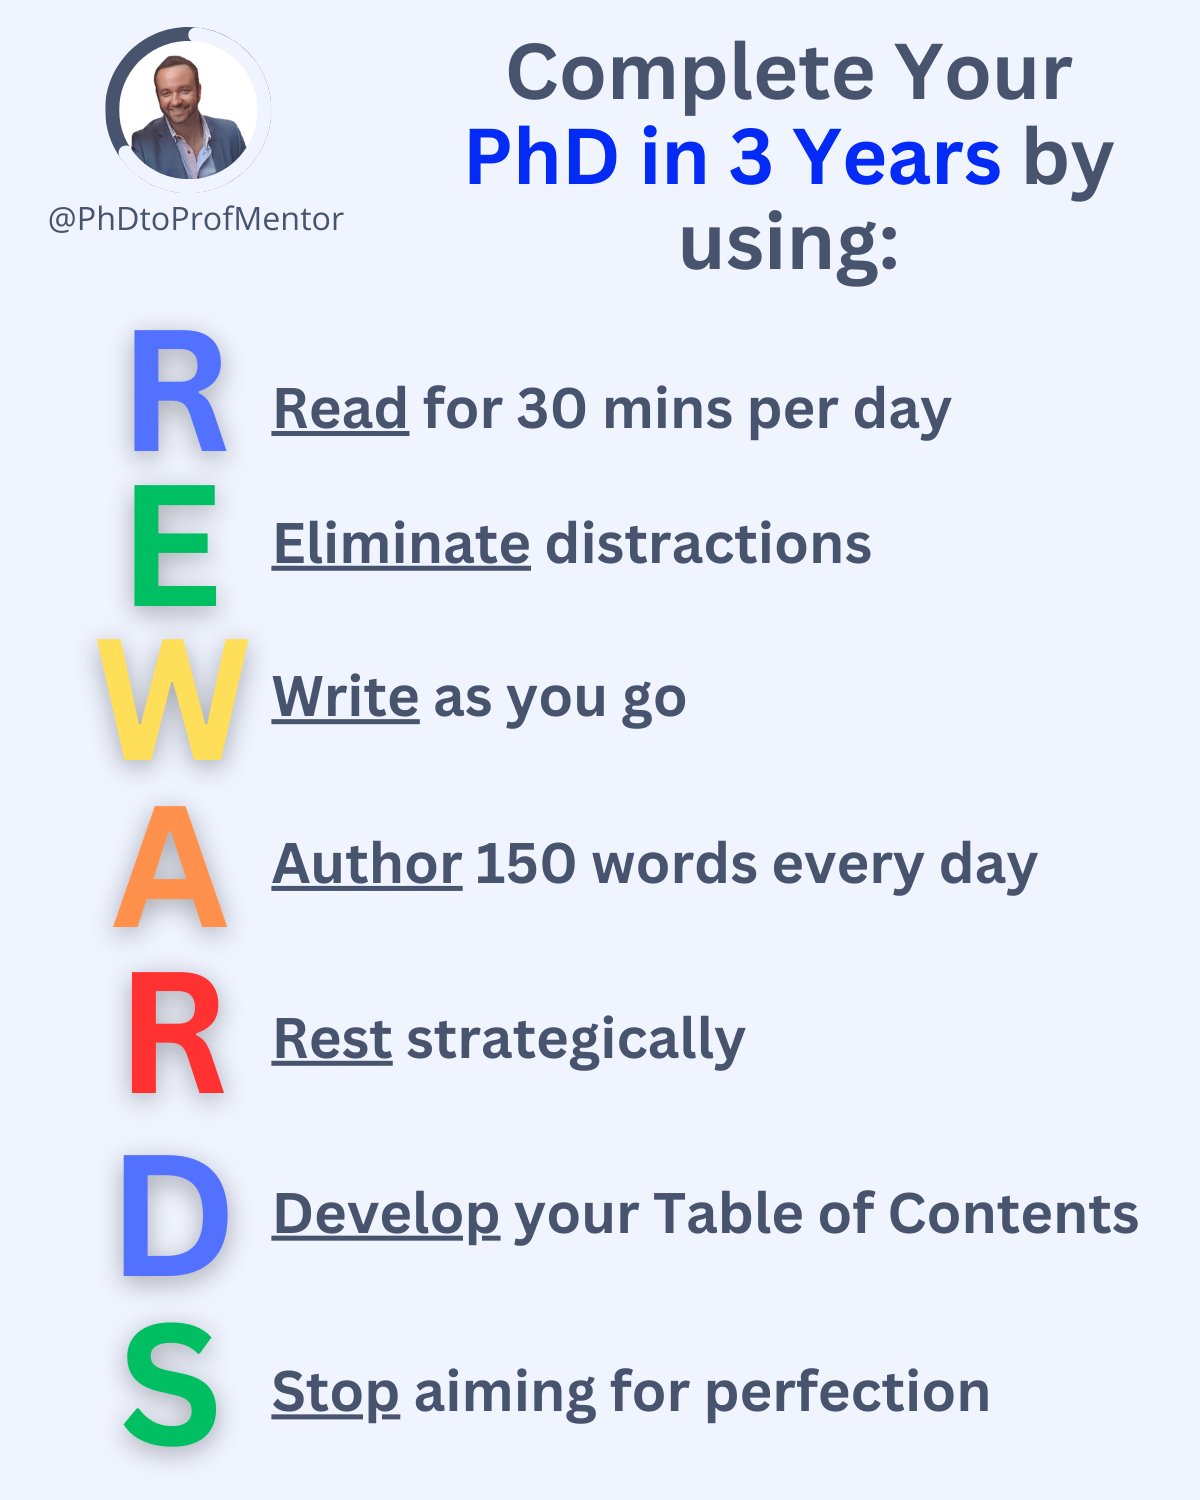 Complete Your
PhD in 3 Years by
using:
@PhDtoProfMentor
R
Read for 30 mins per day
E
Eliminate distractions
W
Write as you go
A
Author 150 words every day
R
Rest strategically
D
Develop your Table of Contents
S
Stop aiming for perfection